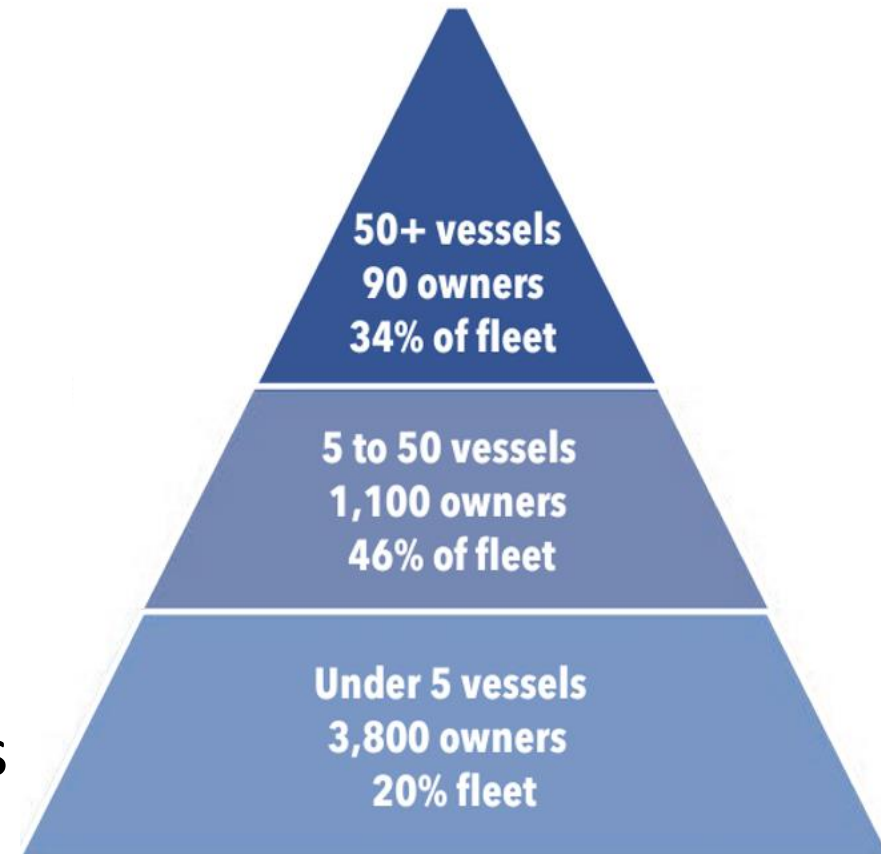 50+ vessels
90 owners
34% of fleet
5 to 50 vessels
1,100 owners
46% of fleet
Under 5 vessels
3,800 owners
20% fleet
s